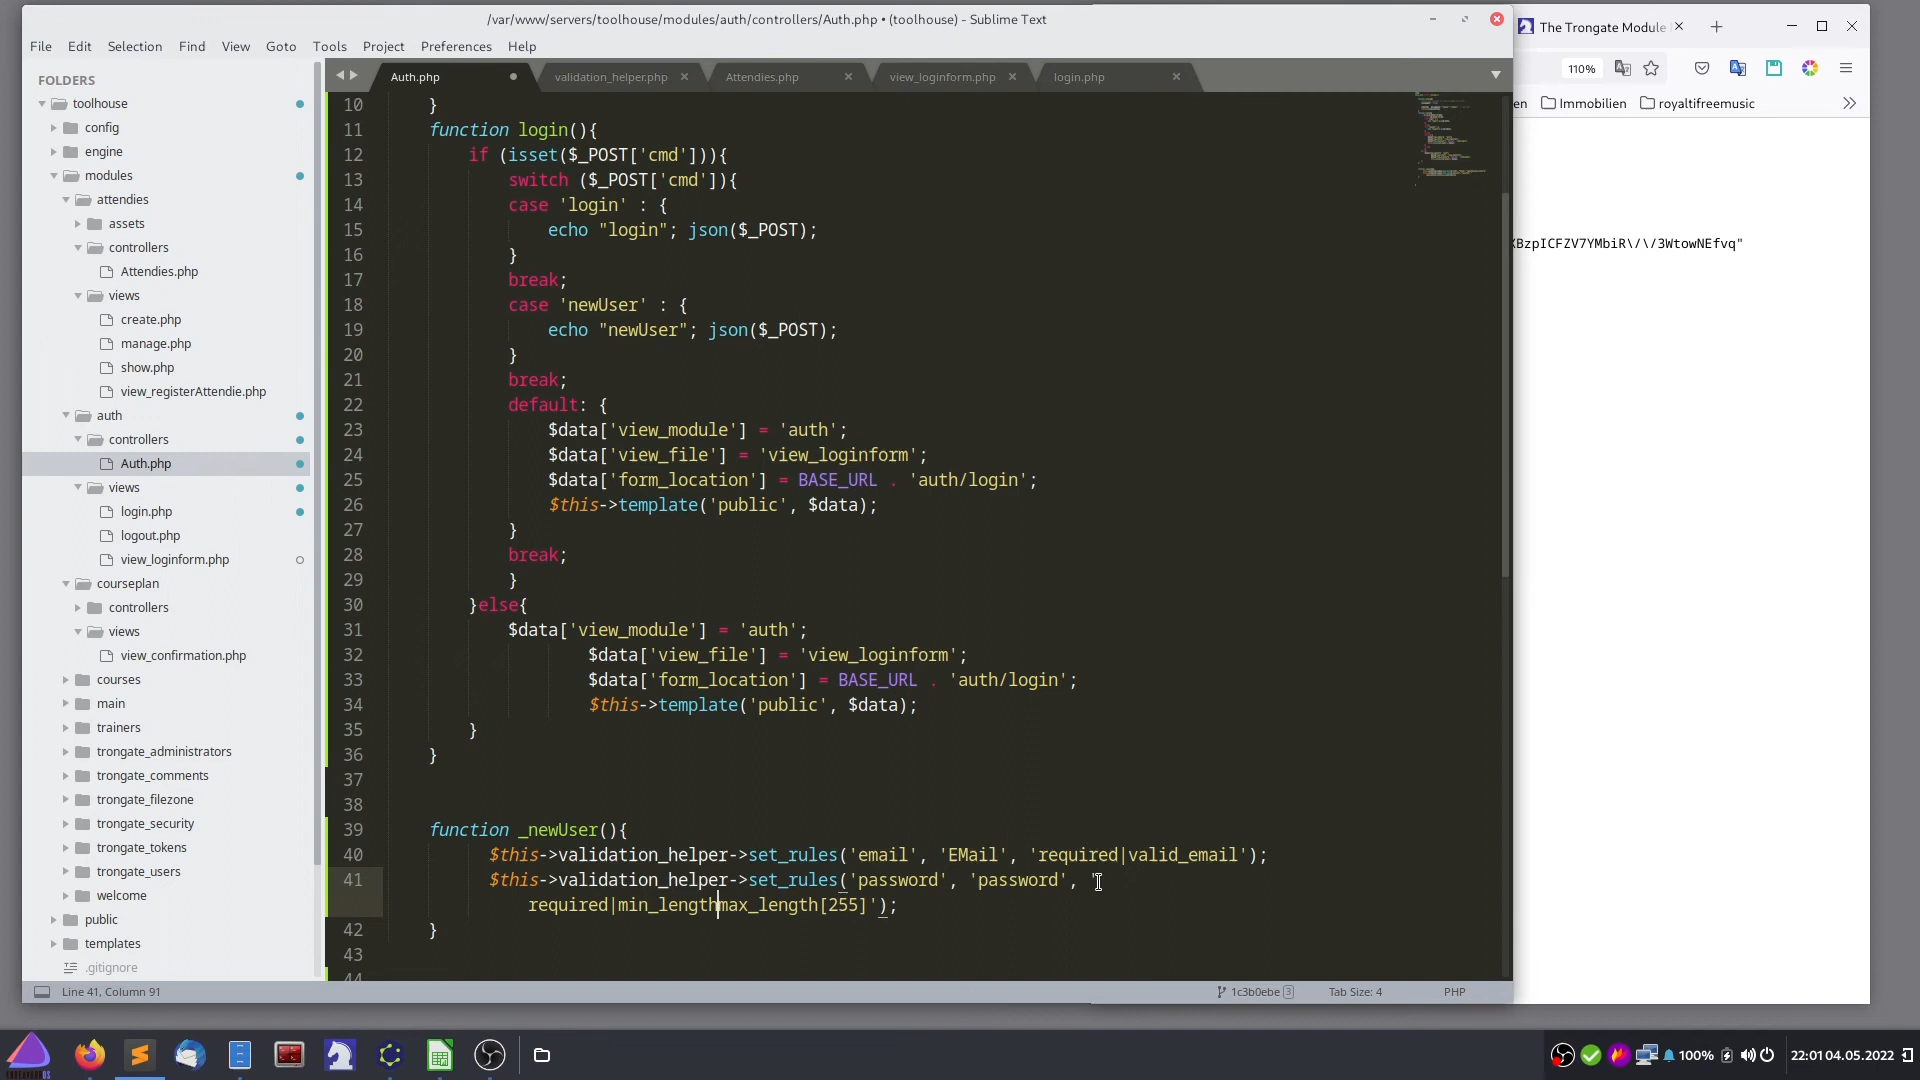 /var/www/servers/toolhouse/modules/auth/controllers/Auth.php • (toolhouse) - Sublime Text
The Trongate Module
File Edit Selection Find View Goto Tools Project Preferences Help
110%
FOLDERS
Auth.php validation_helper.php Attendies.php view_loginform.php login.php
en Immobilien royaltifreemusic
toolhouse
config
engine
modules
attendies
assets
controllers
Attendies.php
views
create.php
manage.php
show.php
view_registerAttendie.php
auth
controllers
Auth.php
views
login.php
logout.php
view_loginform.php
courseplan
controllers
views
view_confirmation.php
courses
main
trainers
trongate_administrators
trongate_comments
trongate_filezone
trongate_security
trongate_tokens
trongate_users
welcome
public
templates
.gitignore
10 }
11 function login(){
12 if (isset($_POST['cmd'])){
13 switch ($_POST['cmd']){
14 case 'login' : {
15 echo "login"; json($_POST);
16 }
17 break;
18 case 'newUser' : {
19 echo "newUser"; json($_POST);
20 }
21 break;
22 default: {
23 $data['view_module'] = 'auth';
24 $data['view_file'] = 'view_loginform';
25 $data['form_location'] = BASE_URL . 'auth/login';
26 $this->template('public', $data);
27 }
28 break;
29 }
30 }else{
31 $data['view_module'] = 'auth';
32 $data['view_file'] = 'view_loginform';
33 $data['form_location'] = BASE_URL . 'auth/login';
34 $this->template('public', $data);
35 }
36 }
37
38
39 function _newUser(){
40 $this->validation_helper->set_rules('email', 'EMail', 'required|valid_email');
41 $this->validation_helper->set_rules('password', 'password', '
required|min_lengthmax_length[255]');
42 }
43
44
XBzpICFZV7YMbiR\/\/3WtowNEfvq"
Line 41, Column 91 1c3b0ebe 3 Tab Size: 4 PHP
100% 22:01 04.05.2022